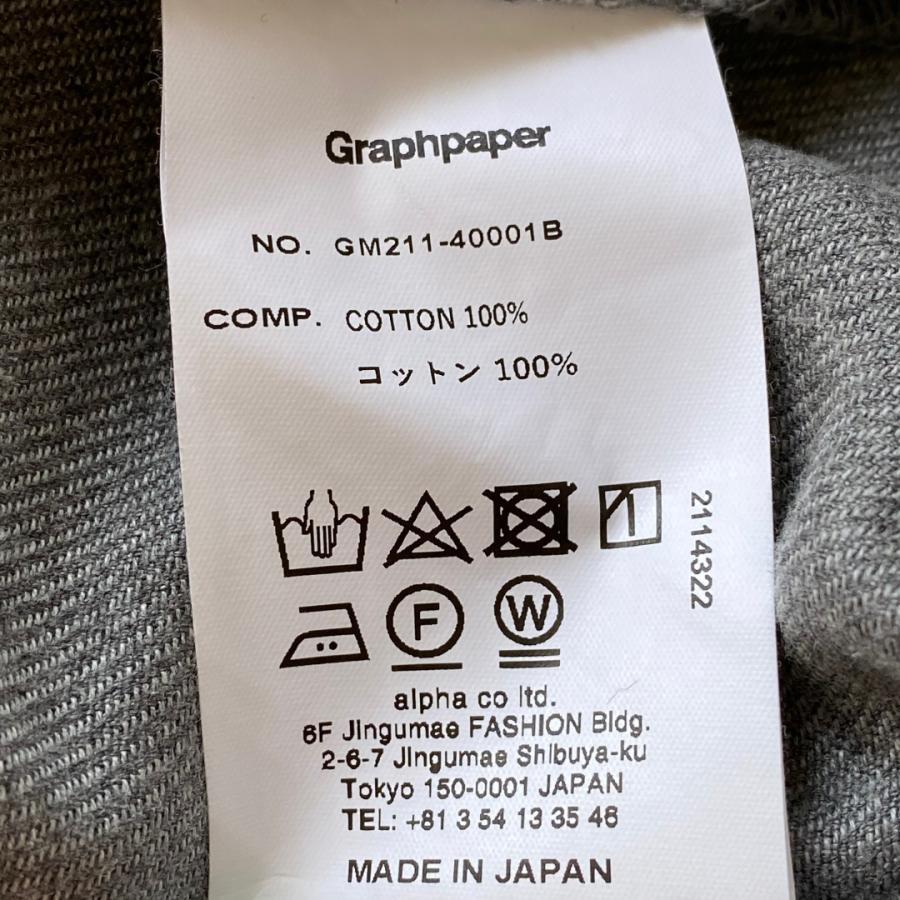 Graphpaper
NO. GM211-40001B
COMP. COTTON 100%
コットン 100%
2114322
F W
alpha co ltd.
6F Jingumae FASHION Bldg.
2-6-7 Jingumae Shibuya-ku
Tokyo 150-0001 JAPAN
TEL: +81 3 54 13 35 46
MADE IN JAPAN